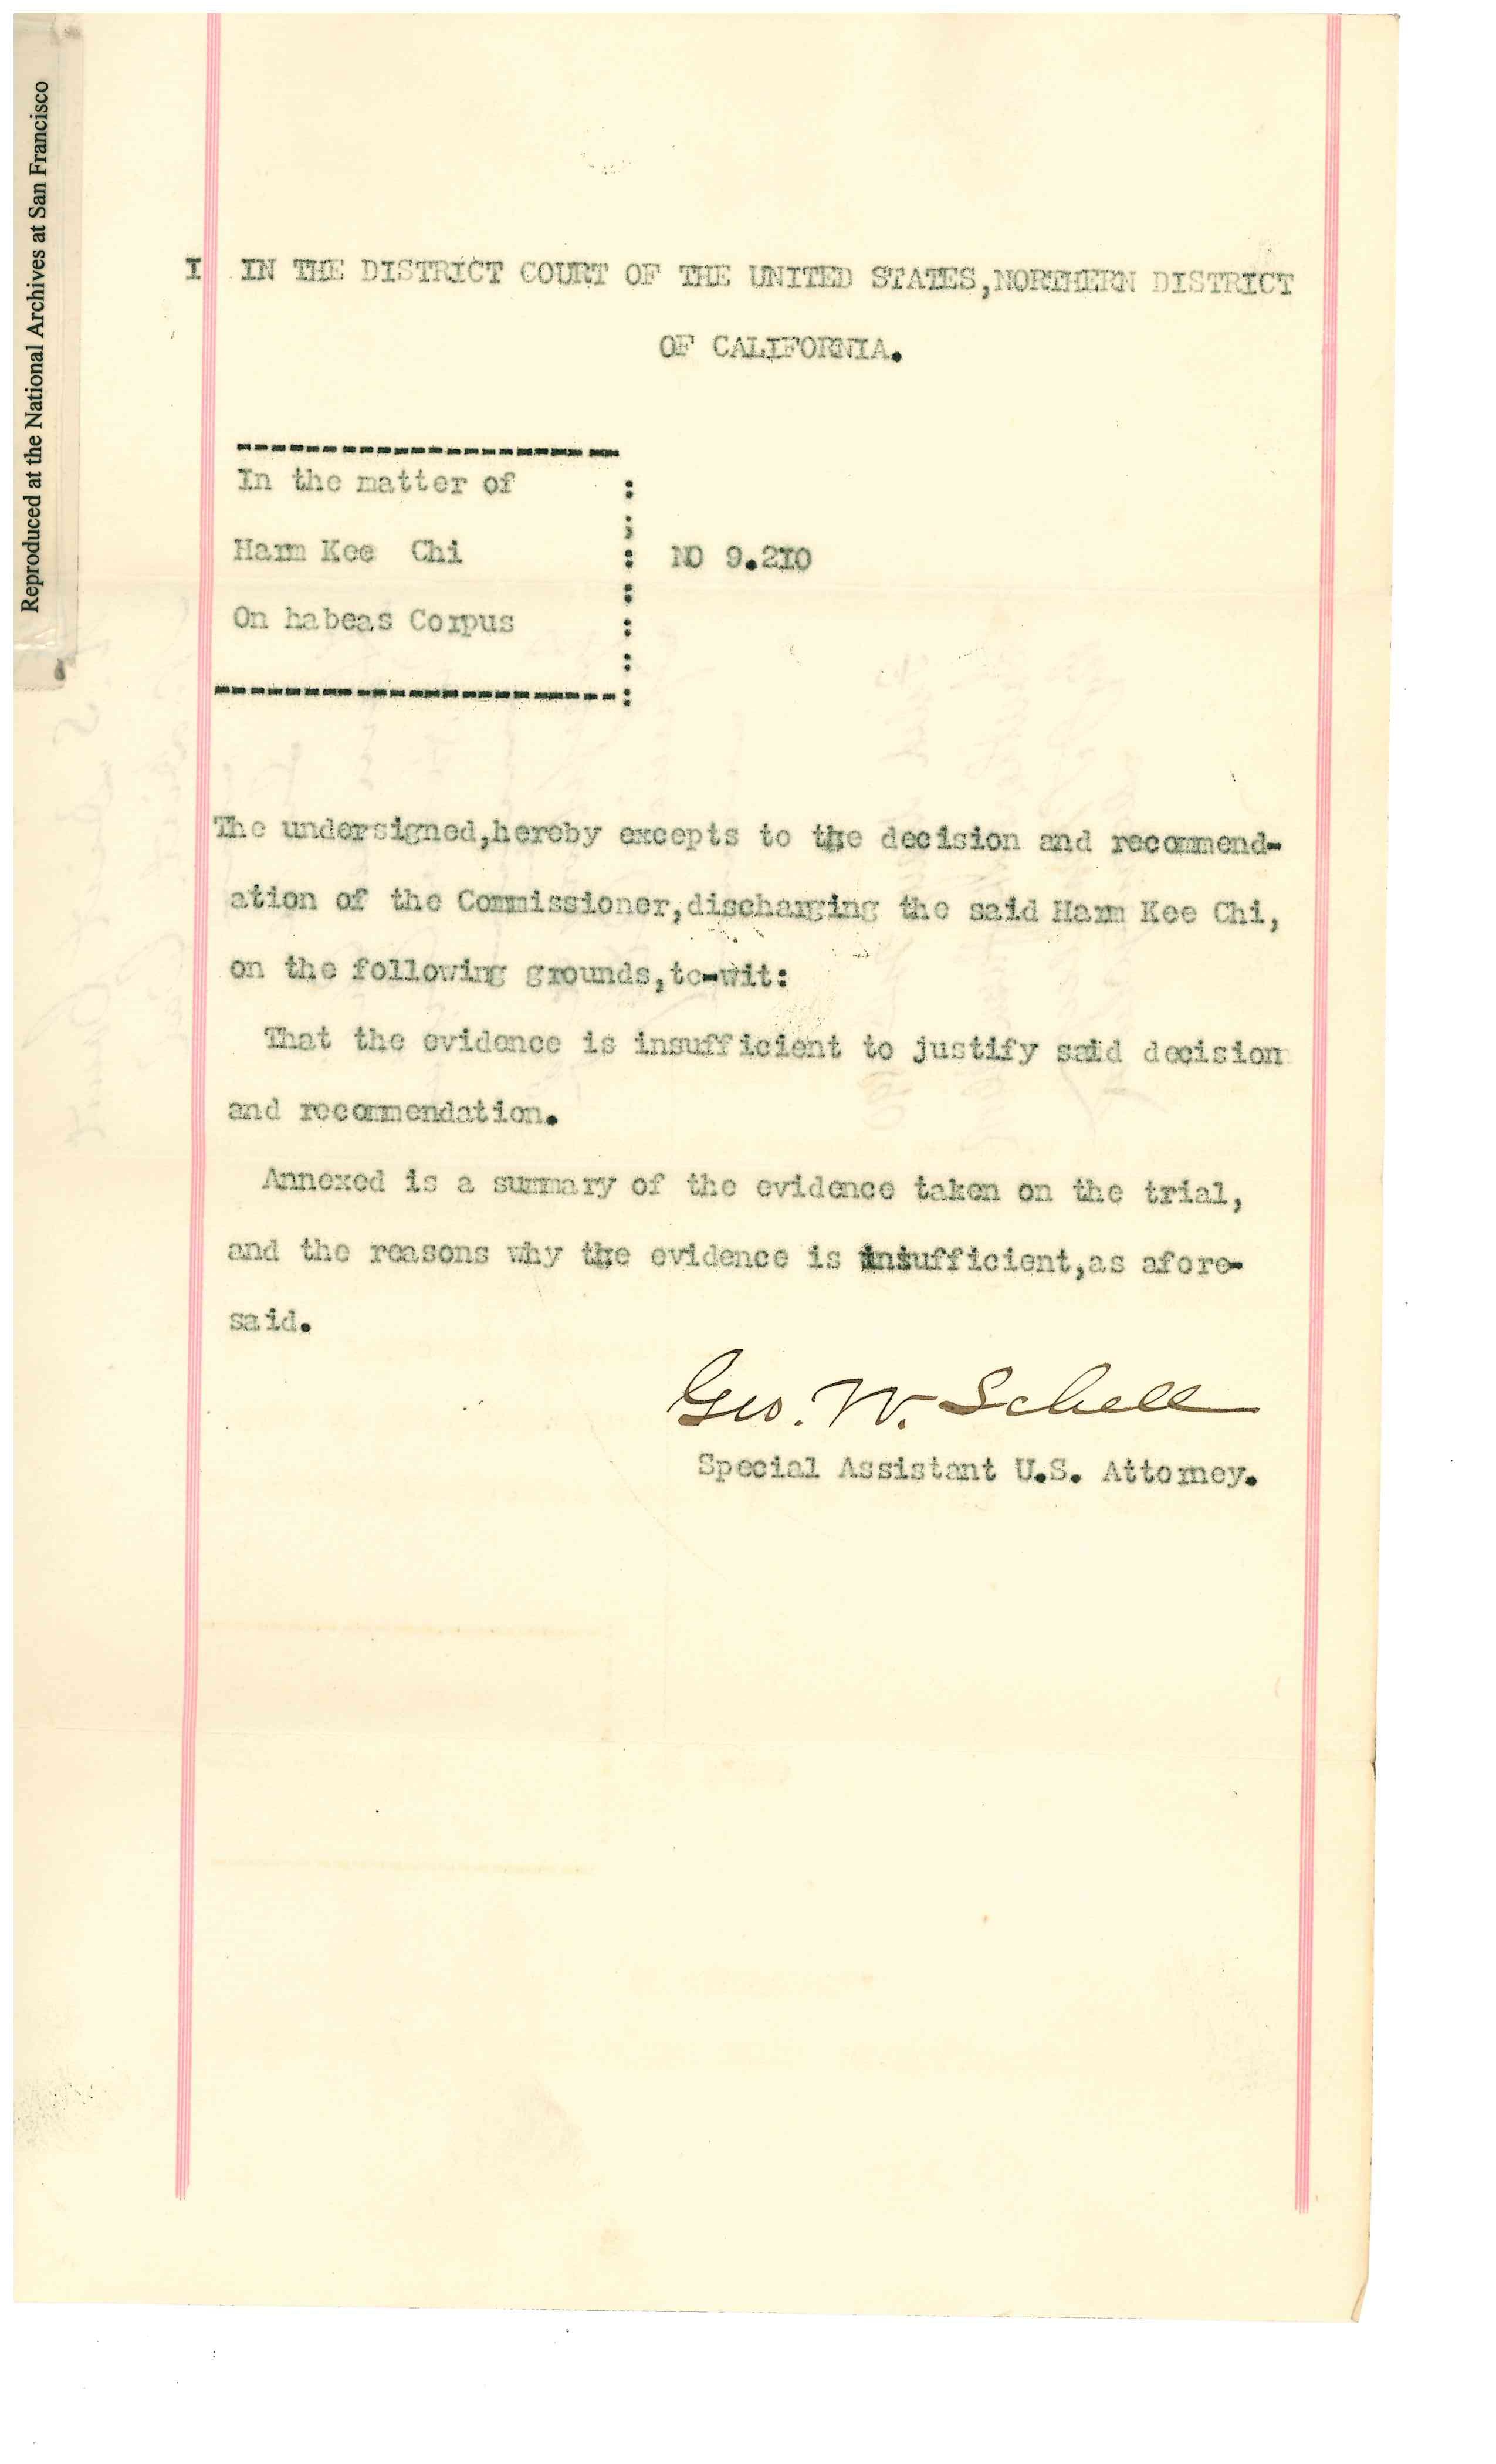 Reproduced at the National Archives at San Francisco
I IN THE DISTRICT COURT OF THE UNITED STATES,NORTHERN DISTRICT
OF CALIFORNIA.
In the matter of :
;
Harm Kee Chi : NO 9.2I0
:
On habeas Corpus :
:
:
The undersigned,hereby excepts to the decision and recommend-
ation of the Commissioner,discharging the said Harm Kee Chi,
on the following grounds,to-wit:
That the evidence is insufficient to justify said decision
and recommendation.
Annexed is a summary of the evidence taken on the trial,
and the reasons why the evidence is insufficient,as afore-
said.
Geo. W. Schell
Special Assistant U.S. Attorney.